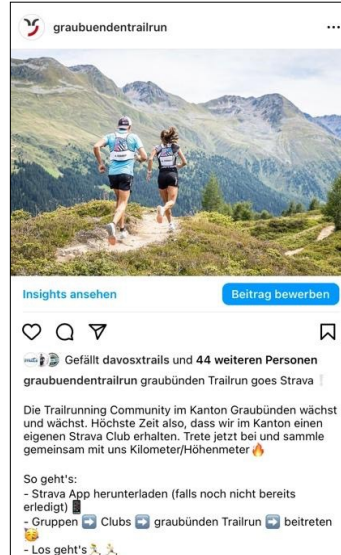 graubuendentrailrun
Insights ansehen
Beitrag bewerben
Gefällt davosxtrails und 44 weiteren Personen
graubuendentrailrun graubünden Trailrun goes Strava❕
Die Trailrunning Community im Kanton Graubünden wächst
und wächst. Höchste Zeit also, dass wir im Kanton einen
eigenen Strava Club erhalten. Trete jetzt bei und sammle
gemeinsam mit uns Kilometer/Höhenmeter🔥
So geht's:
- Strava App herunterladen (falls noch nicht bereits
erledigt)📱
- Gruppen ➡️ Clubs ➡️ graubünden Trailrun ➡️ beitreten
🥳
- Los geht's🏃🏃